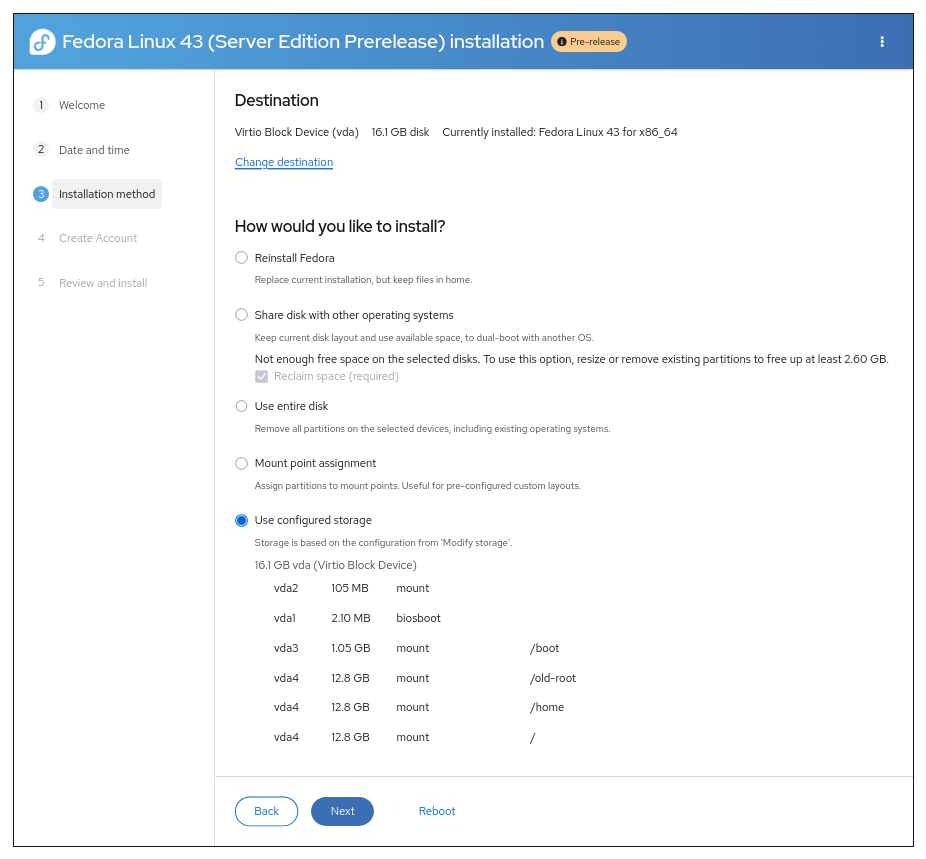 Fedora Linux 43 (Server Edition Prerelease) installation Pre-release
1 Welcome
2 Date and time
3 Installation method
4 Create Account
5 Review and install
Destination
Virtio Block Device (vda) 16.1 GB disk Currently installed: Fedora Linux 43 for x86_64
Change destination
How would you like to install?
Reinstall Fedora
Replace current installation, but keep files in home.
Share disk with other operating systems
Keep current disk layout and use available space, to dual-boot with another OS.
Not enough free space on the selected disks. To use this option, resize or remove existing partitions to free up at least 2.60 GB.
Reclaim space (required)
Use entire disk
Remove all partitions on the selected devices, including existing operating systems.
Mount point assignment
Assign partitions to mount points. Useful for pre-configured custom layouts.
Use configured storage
Storage is based on the configuration from 'Modify storage'.
16.1 GB vda (Virtio Block Device)
vda2 105 MB mount
vda1 2.10 MB biosboot
vda3 1.05 GB mount /boot
vda4 12.8 GB mount /old-root
vda4 12.8 GB mount /home
vda4 12.8 GB mount /
Back Next Reboot